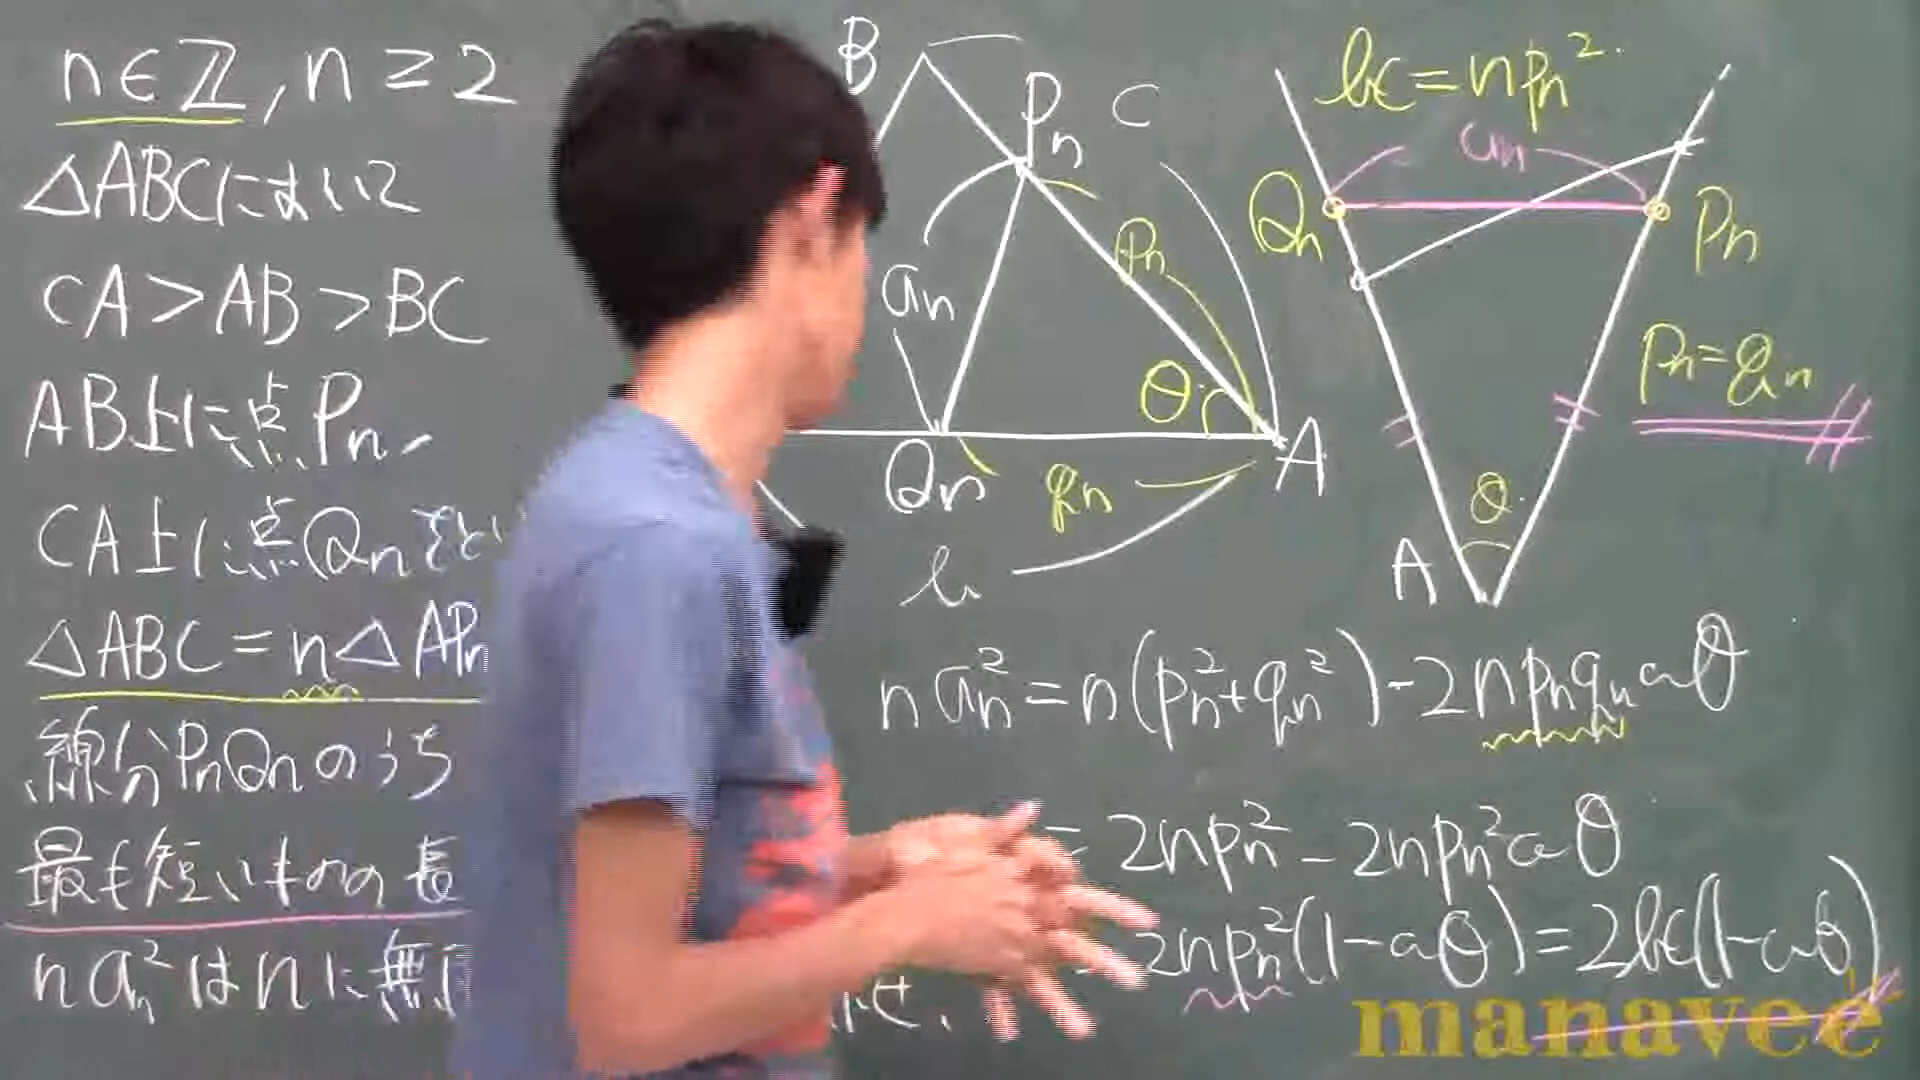 n∈ℤ, n≥2
△ABCにおいて
CA>AB>BC
AB上に点Pn,
CA上に点Qnをとい
△ABC=n△APn
線分PnQnのうち
最も短いものの長
n an²はnに無
せ.
B
Pn
C
an
pn
θ
A
Qn
qn
b
bc=npn²
an
Qn
Pn
pn=qn
θ
A
n an²=n(pn²+qn²)-2npnqn cosθ
=2npn²-2npn²cosθ
=2npn²(1-cosθ)=2bc(1-cosθ)
manavee